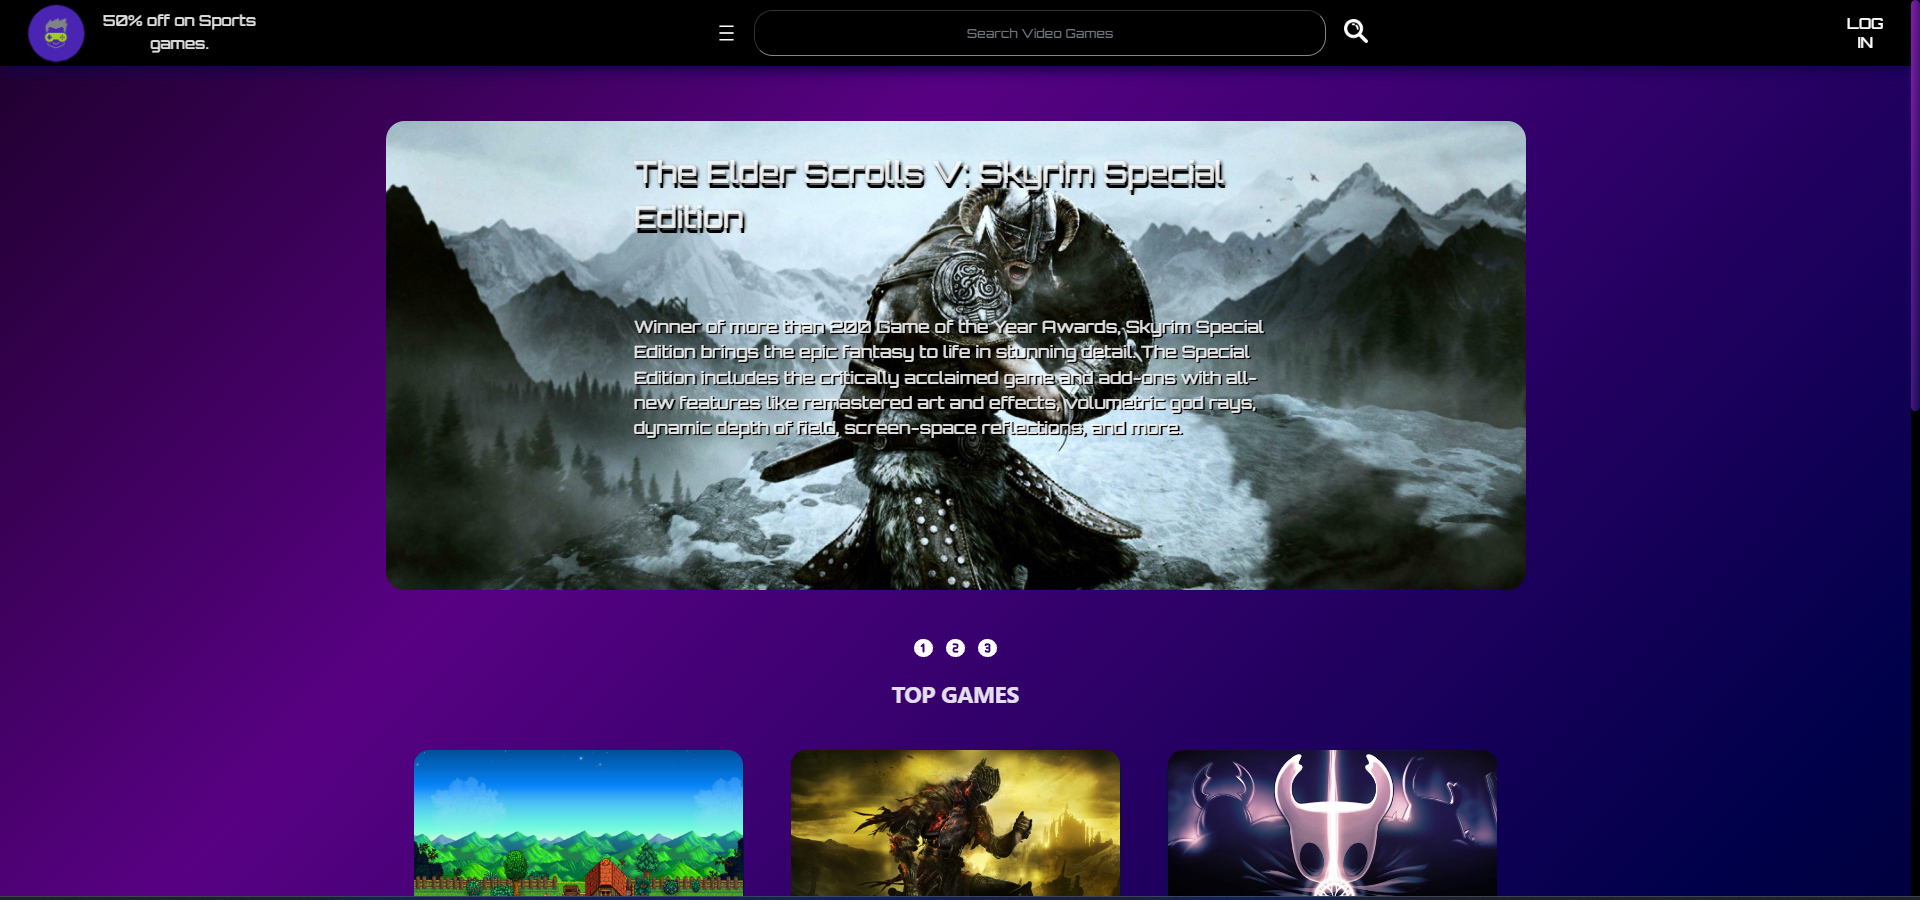 50% off on Sports
games.
Search Video Games
LOG
IN
The Elder Scrolls V: Skyrim Special
Edition
Winner of more than 200 Game of the Year Awards, Skyrim Special
Edition brings the epic fantasy to life in stunning detail. The Special
Edition includes the critically acclaimed game and add-ons with all-
new features like remastered art and effects, volumetric god rays,
dynamic depth of field, screen-space reflections, and more.
1 2 3
TOP GAMES